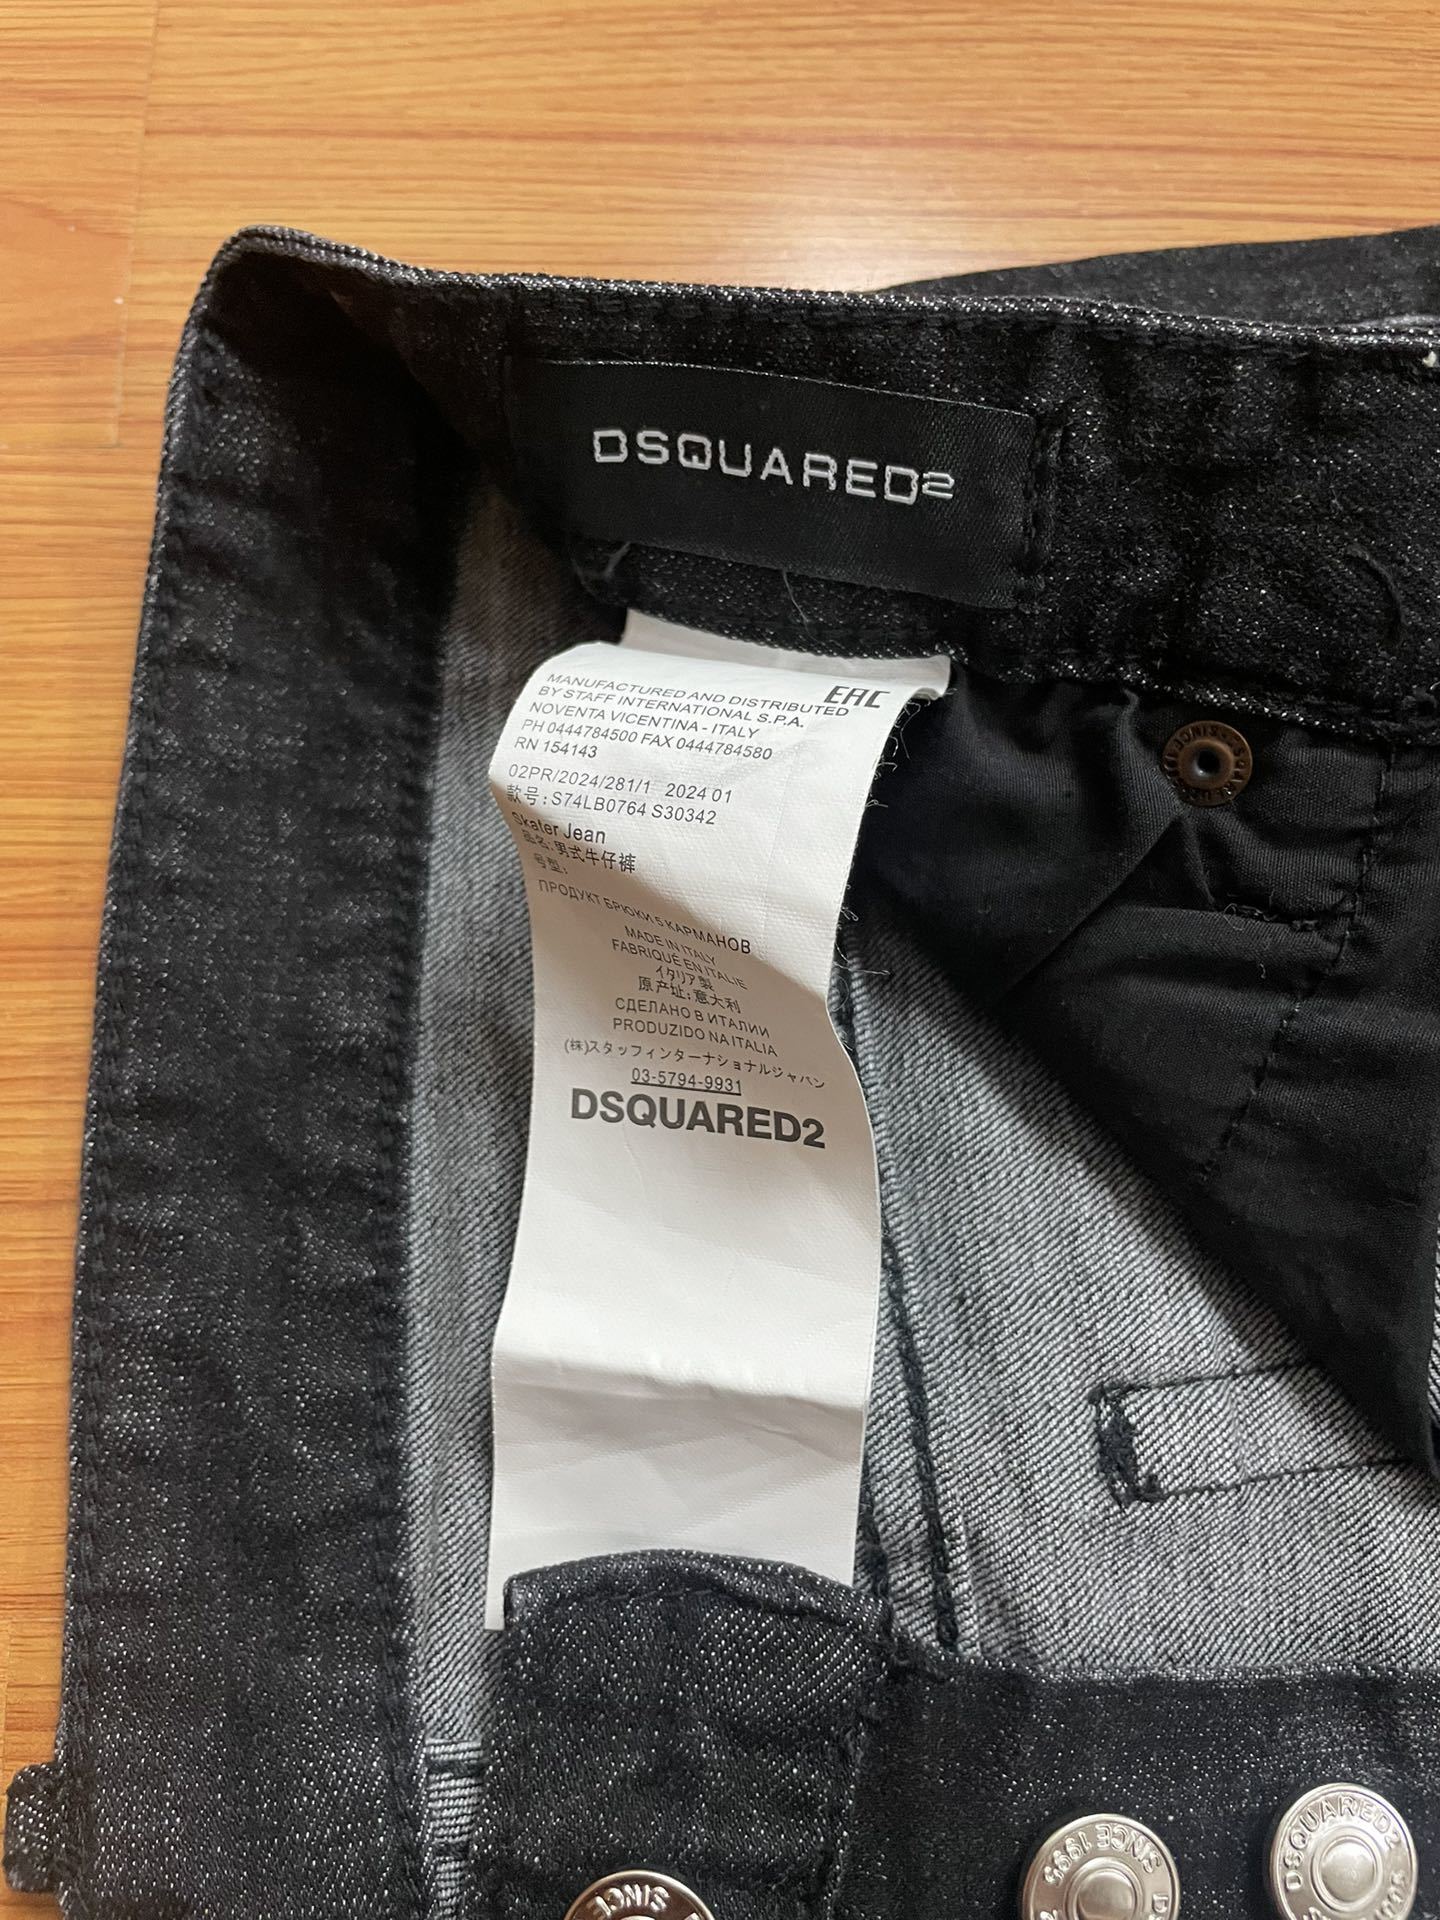 DSQUARED2
MANUFACTURED AND DISTRIBUTED
BY STAFF INTERNATIONAL S.P.A.
NOVENTA VICENTINA - ITALY
PH 0444784500 FAX 0444784580
RN 154143
EAC
02PR/2024/281/1 2024 01
款号: S74LB0764 S30342
Skater Jean
品名: 男式牛仔裤
号型:
ПРОДУКТ БРЮКИ 5 КАРМАНОВ
MADE IN ITALY
FABRIQUÉ EN ITALIE
イタリア製
原产址: 意大利
СДЕЛАНО В ИТАЛИИ
PRODUZIDO NA ITALIA
(株)スタッフインターナショナルジャパン
03-5794-9931
DSQUARED2
SINCE 1995
DSQUARED2